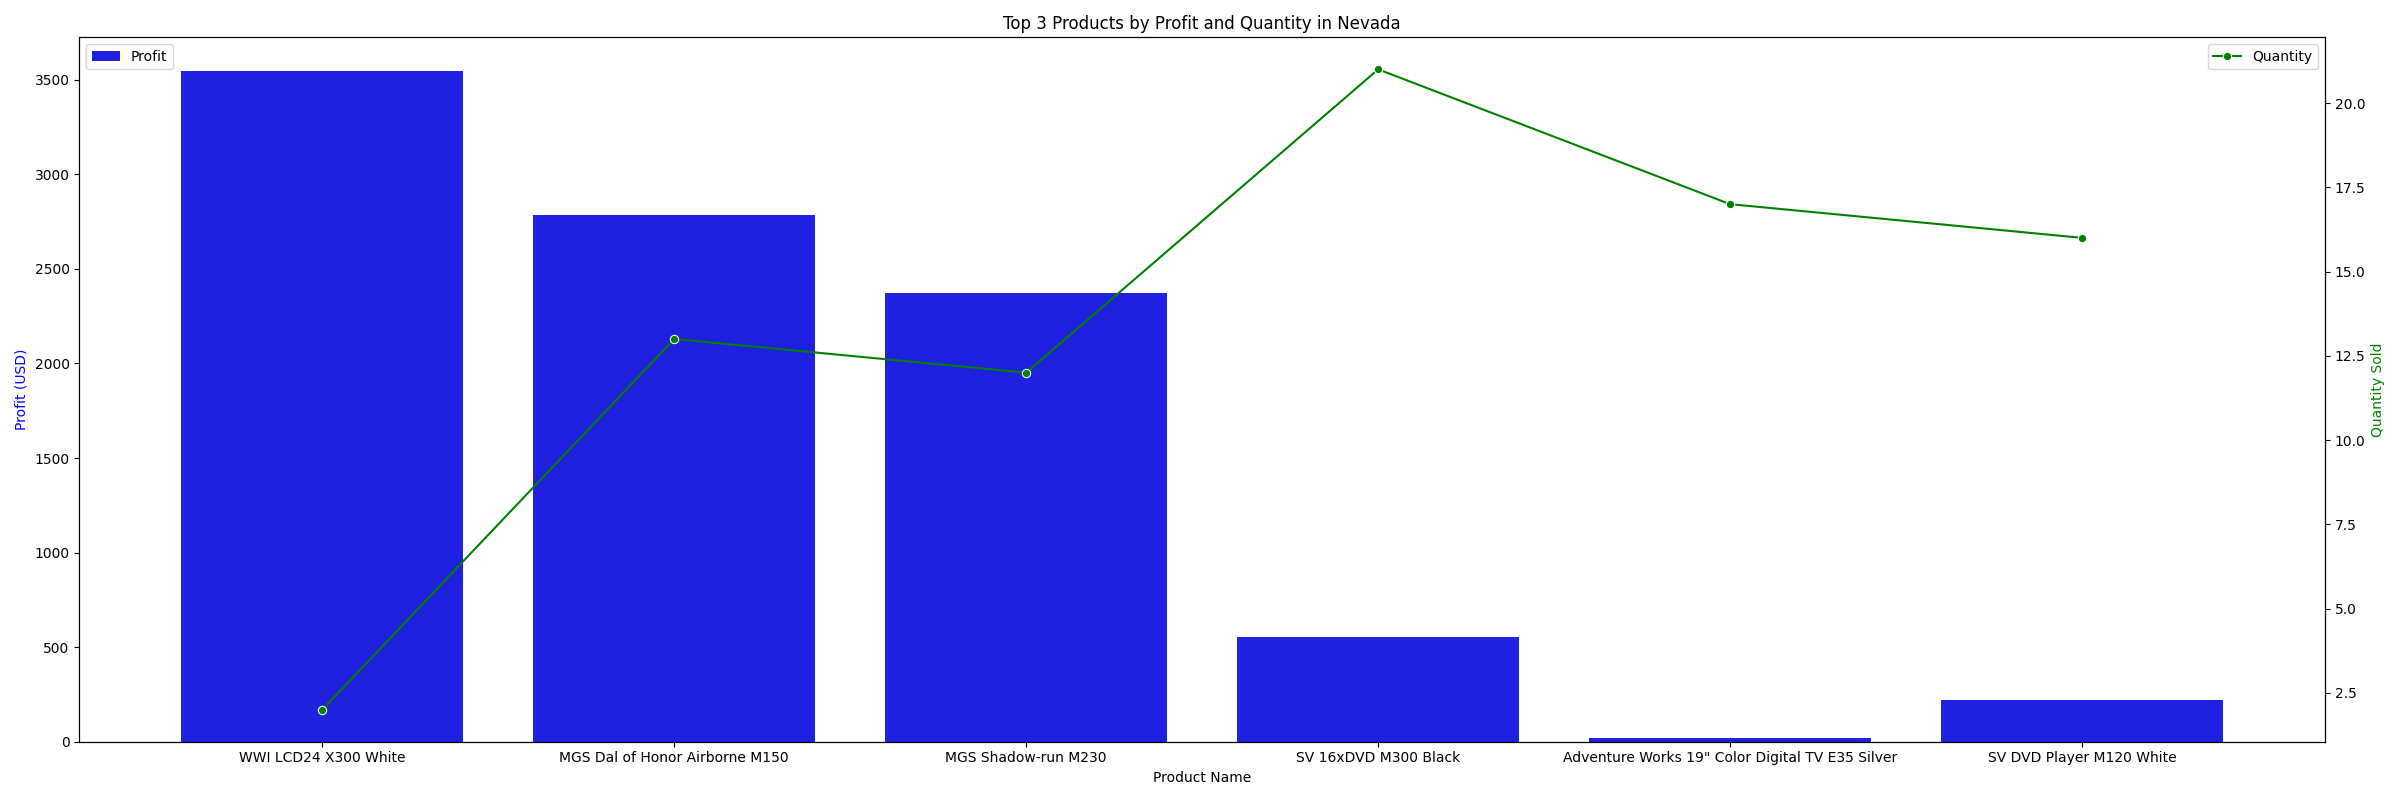 Top 3 Products by Profit and Quantity in Nevada
Profit
Quantity
Profit (USD)
3500
3000
2500
2000
1500
1000
500
0
20.0
17.5
15.0
12.5
10.0
7.5
5.0
2.5
Quantity Sold
WWI LCD24 X300 White
MGS Dal of Honor Airborne M150
MGS Shadow-run M230
SV 16xDVD M300 Black
Adventure Works 19" Color Digital TV E35 Silver
SV DVD Player M120 White
Product Name